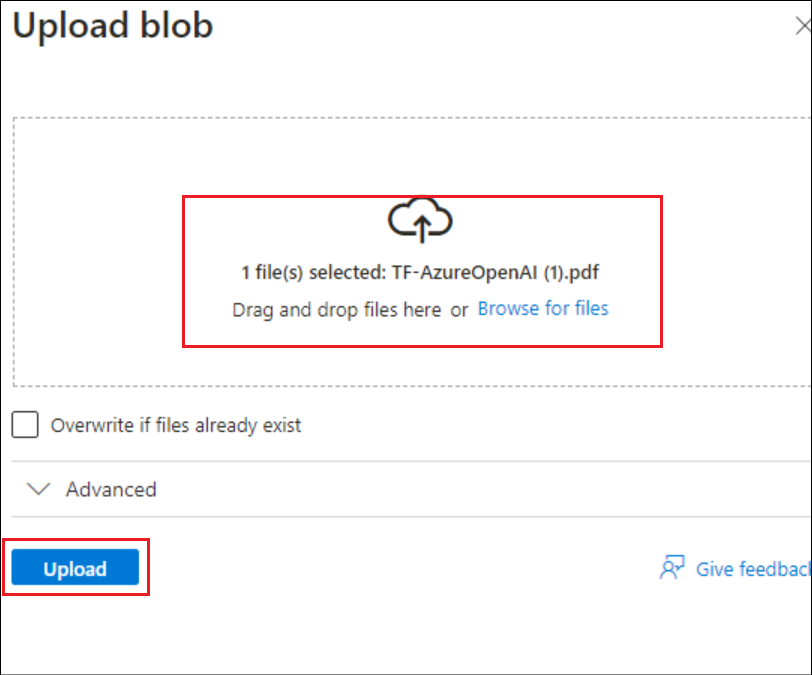 Upload blob
1 file(s) selected: TF-AzureOpenAI (1).pdf
Drag and drop files here or Browse for files
Overwrite if files already exist
Advanced
Upload
Give feedback